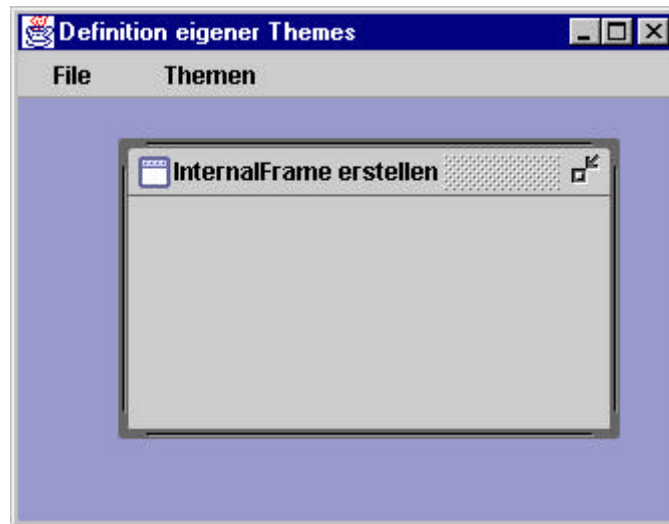 Definition eigener Themes
File Themen
InternalFrame erstellen